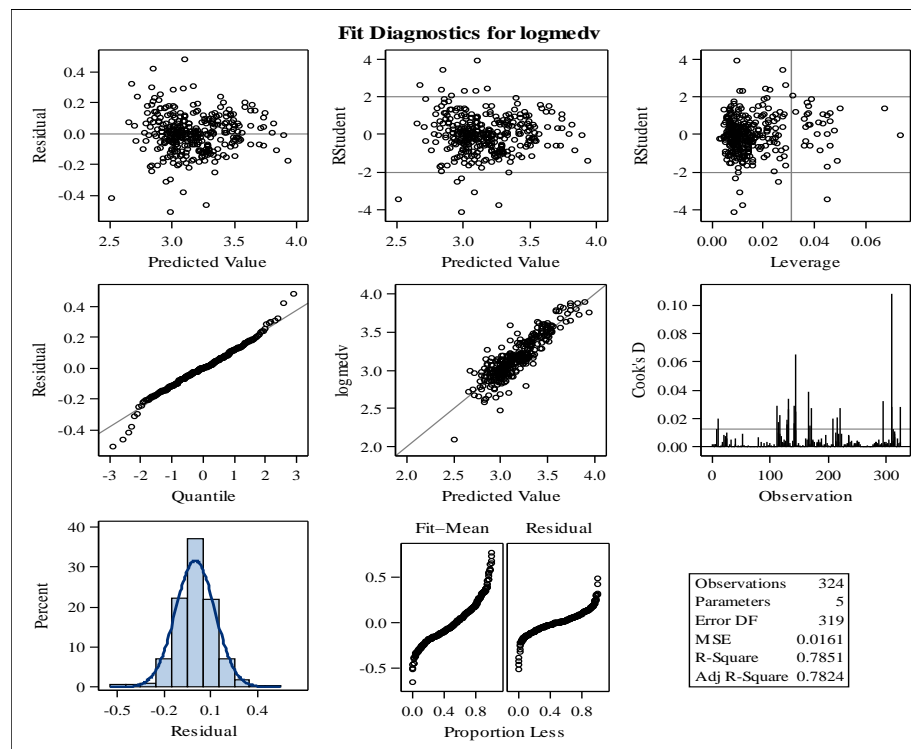 Fit Diagnostics for logmedv
Residual
0.4
0.2
0.0
-0.2
-0.4
2.5 3.0 3.5 4.0
Predicted Value
RStudent
4
2
0
-2
-4
2.5 3.0 3.5 4.0
Predicted Value
RStudent
4
2
0
-2
-4
0.00 0.02 0.04 0.06
Leverage
Residual
0.4
0.2
0.0
-0.2
-0.4
-3 -2 -1 0 1 2 3
Quantile
logmedv
4.0
3.5
3.0
2.5
2.0
2.0 2.5 3.0 3.5 4.0
Predicted Value
Cook's D
0.10
0.08
0.06
0.04
0.02
0.00
0 100 200 300
Observation
Percent
40
30
20
10
0
-0.5 -0.2 0.1 0.4
Residual
Fit–Mean Residual
0.5
0.0
-0.5
0.0 0.8 0.0 0.8
Proportion Less
Observations 324
Parameters 5
Error DF 319
MSE 0.0161
R-Square 0.7851
Adj R-Square 0.7824